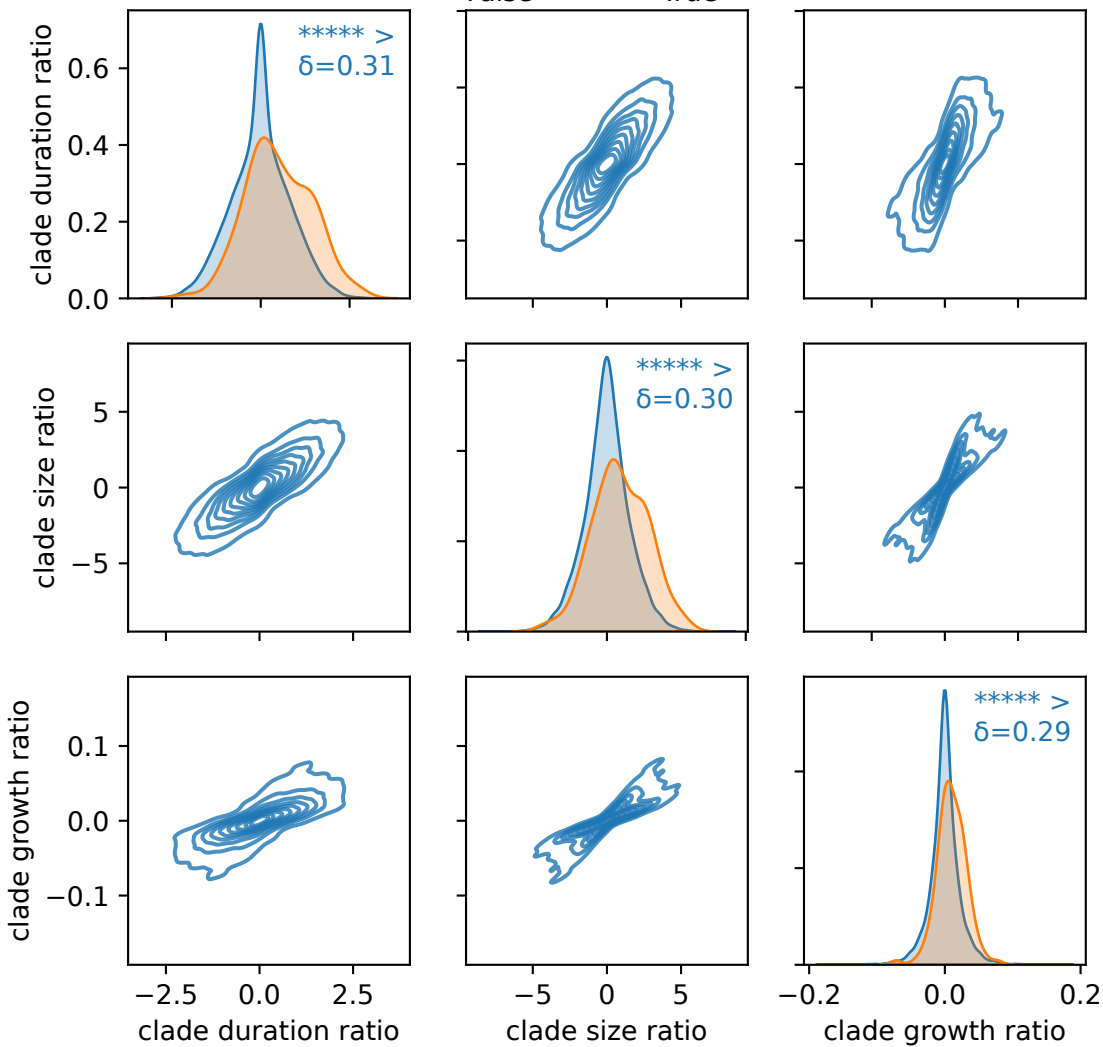 ***** >
δ=0.31
clade duration ratio
0.6
0.4
0.2
0.0
***** >
δ=0.30
clade size ratio
5
0
−5
***** >
δ=0.29
clade growth ratio
0.1
0.0
−0.1
−2.5 0.0 2.5
−5 0 5
−0.2 0.0 0.2
clade duration ratio
clade size ratio
clade growth ratio